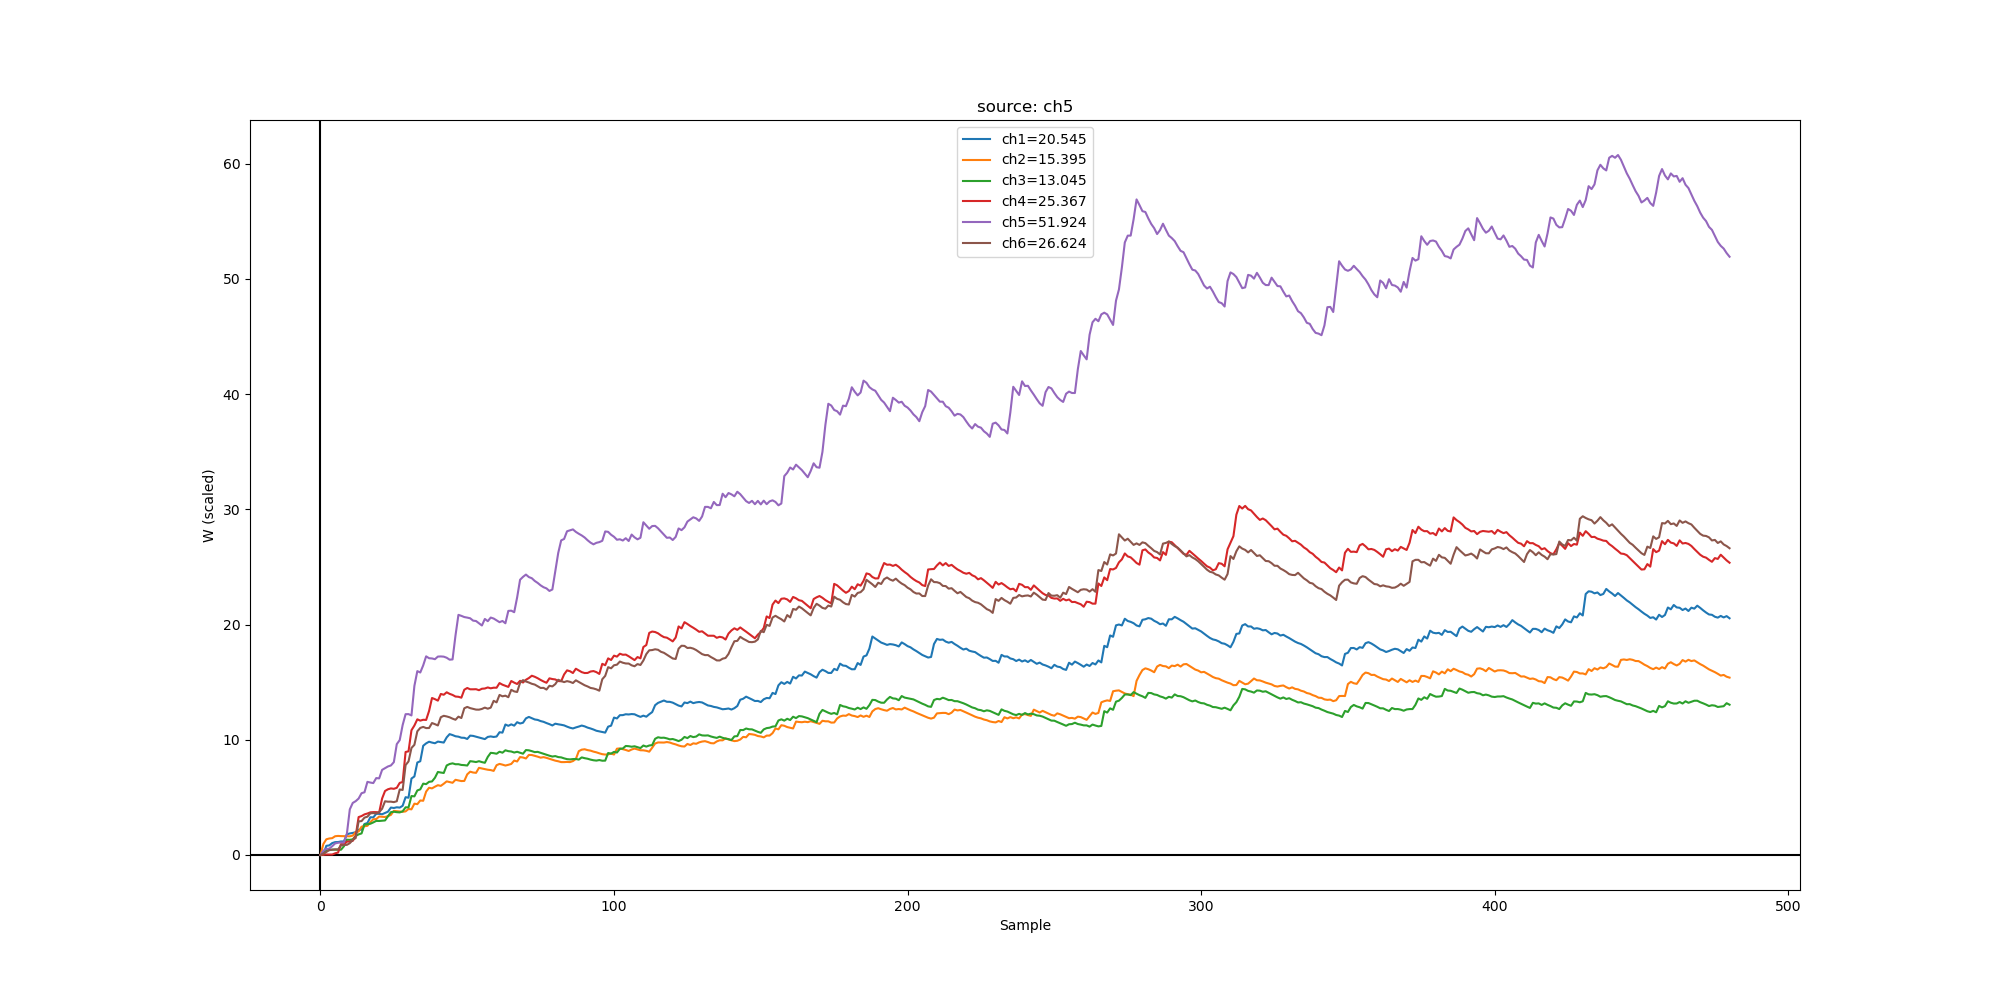 source: ch5
ch1=20.545
ch2=15.395
ch3=13.045
ch4=25.367
ch5=51.924
ch6=26.624
60
50
40
30
20
10
0
W (scaled)
0 100 200 300 400 500
Sample